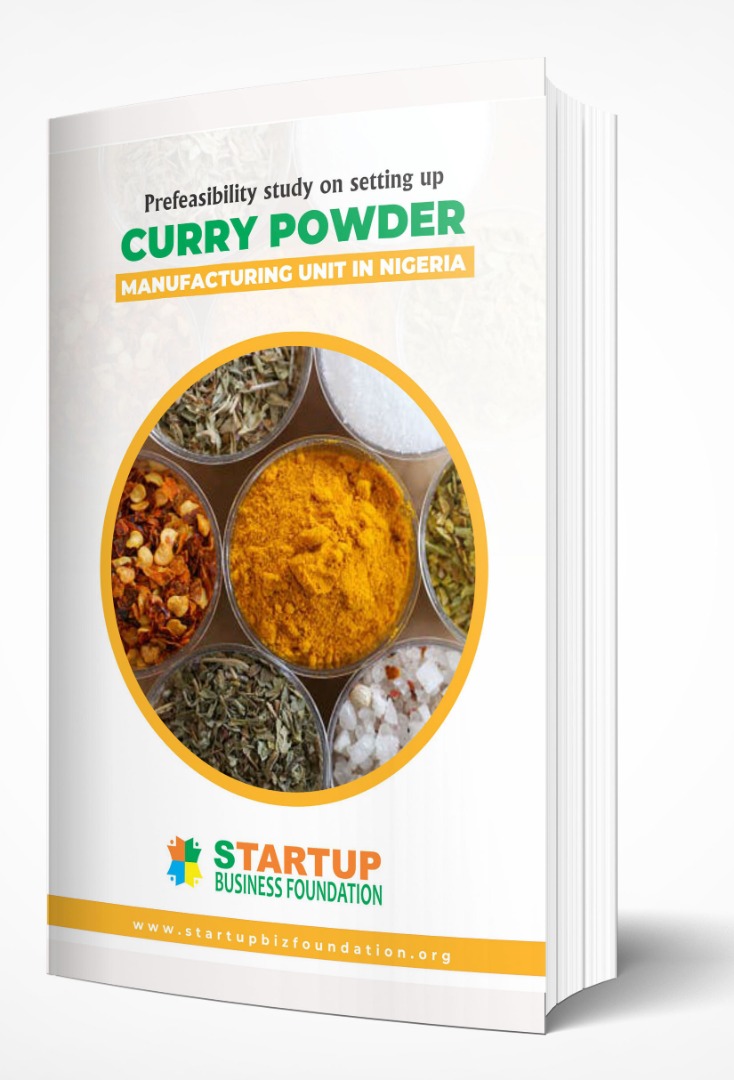 Prefeasibility study on setting up
CURRY POWDER
MANUFACTURING UNIT IN NIGERIA
STARTUP
BUSINESS FOUNDATION
www.startupbizfoundation.org